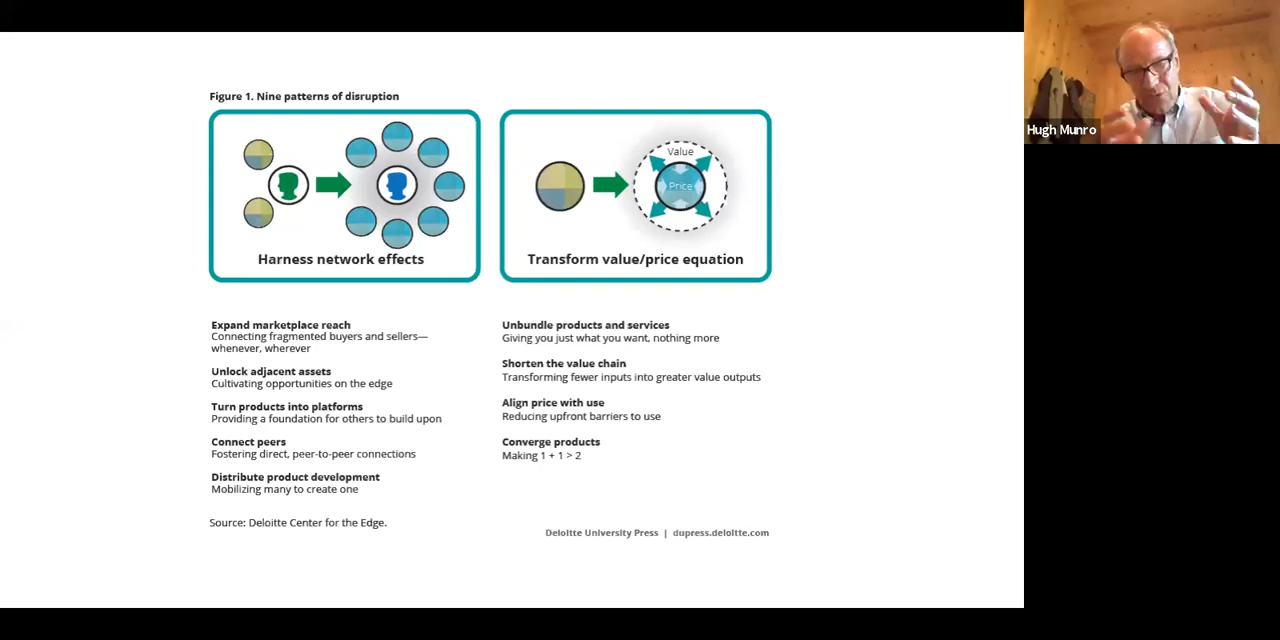 Figure 1. Nine patterns of disruption
Harness network effects
Value
Price
Transform value/price equation
Expand marketplace reach
Connecting fragmented buyers and sellers—
whenever, wherever
Unlock adjacent assets
Cultivating opportunities on the edge
Turn products into platforms
Providing a foundation for others to build upon
Connect peers
Fostering direct, peer-to-peer connections
Distribute product development
Mobilizing many to create one
Unbundle products and services
Giving you just what you want, nothing more
Shorten the value chain
Transforming fewer inputs into greater value outputs
Align price with use
Reducing upfront barriers to use
Converge products
Making 1 + 1 > 2
Source: Deloitte Center for the Edge.
Deloitte University Press | dupress.deloitte.com
Hugh Munro